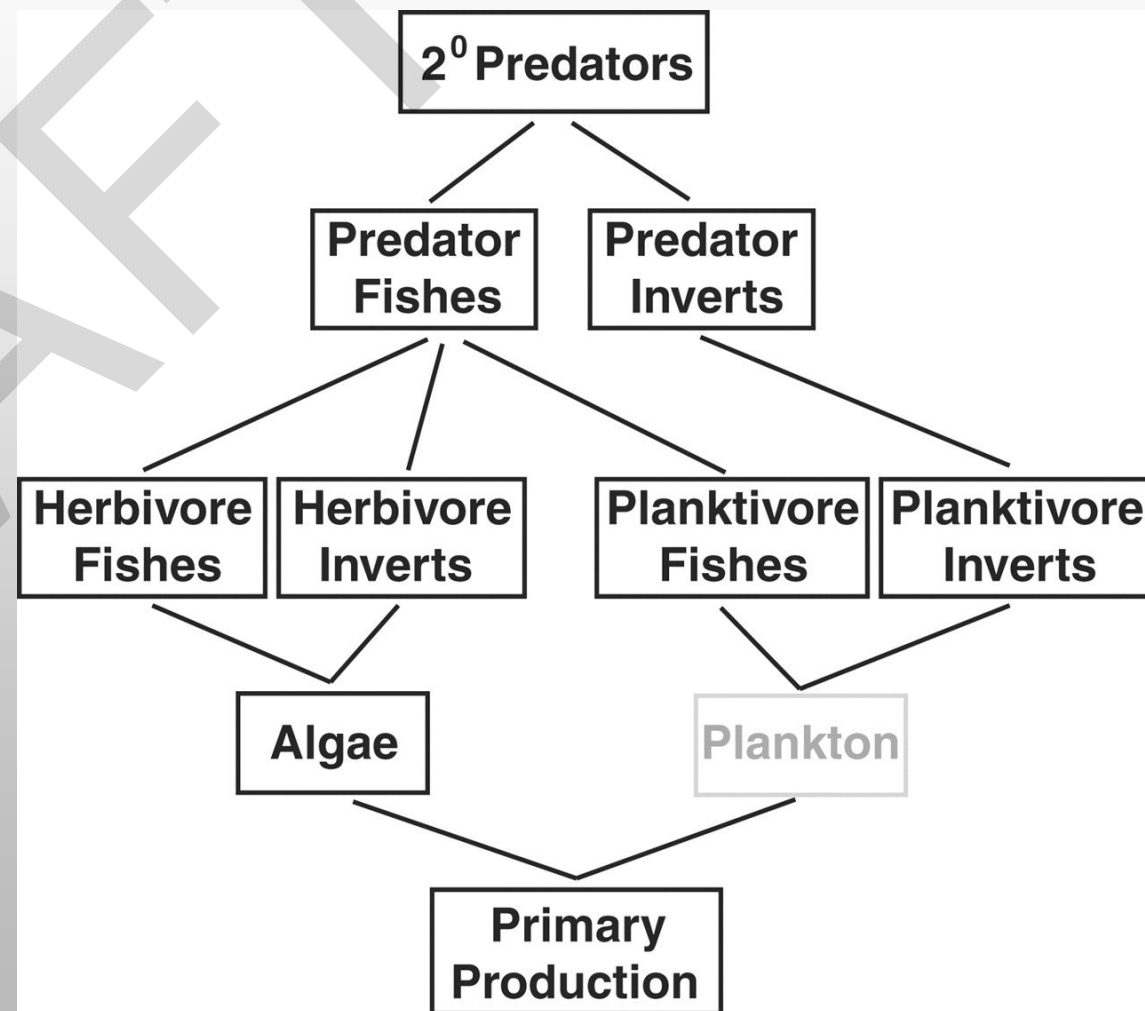 2⁰ Predators
Predator
Fishes
Predator
Inverts
Herbivore
Fishes
Herbivore
Inverts
Planktivore
Fishes
Planktivore
Inverts
Algae
Plankton
Primary
Production